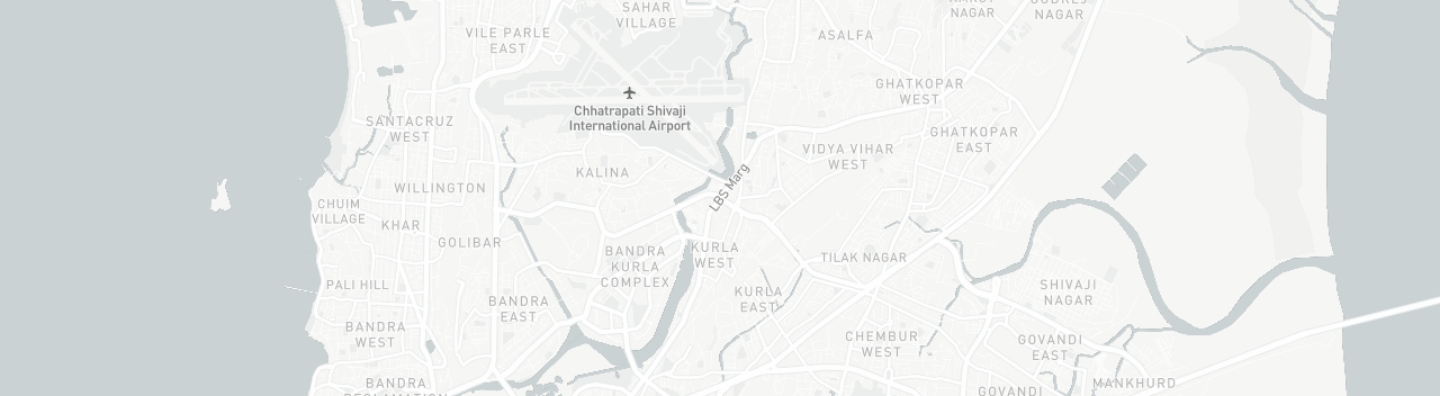 SAHAR
VILLAGE
NAGAR
NAGAR
VILE PARLE
EAST
ASALFA
GHATKOPAR
WEST
Chhatrapati Shivaji
International Airport
SANTACRUZ
WEST
GHATKOPAR
EAST
VIDYA VIHAR
WEST
KALINA
WILLINGTON
LBS Marg
CHUIM
VILLAGE
KHAR
GOLIBAR
BANDRA
KURLA
COMPLEX
KURLA
WEST
TILAK NAGAR
PALI HILL
KURLA
EAST
SHIVAJI
NAGAR
BANDRA
EAST
BANDRA
WEST
CHEMBUR
WEST
GOVANDI
EAST
BANDRA
RECLAMATION
GOVANDI
MANKHURD